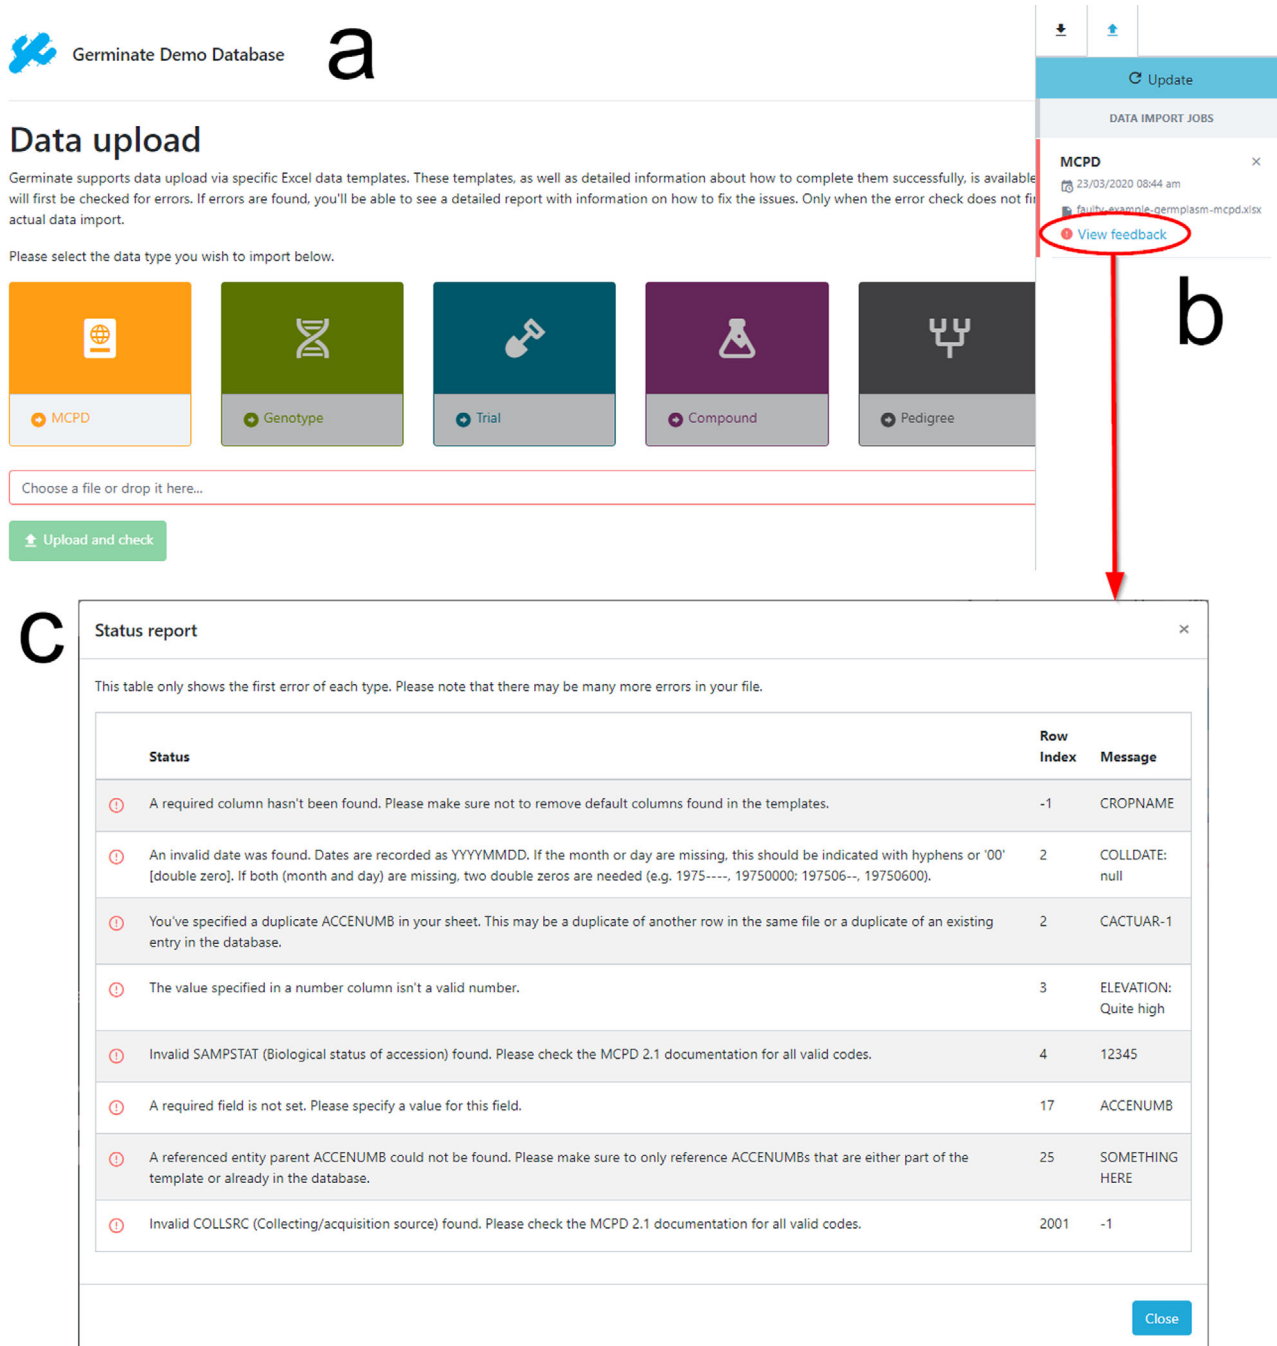 Germinate Demo Database
a
Data upload
Germinate supports data upload via specific Excel data templates. These templates, as well as detailed information about how to complete them successfully, is available
will first be checked for errors. If errors are found, you'll be able to see a detailed report with information on how to fix the issues. Only when the error check does not fi
actual data import.
Please select the data type you wish to import below.
MCPD
Genotype
Trial
Compound
Pedigree
Choose a file or drop it here...
Upload and check
Update
DATA IMPORT JOBS
MCPD ×
23/03/2020 08:44 am
faulty-example-germplasm-mcpd.xlsx
View feedback
b
c
Status report ×
This table only shows the first error of each type. Please note that there may be many more errors in your file.
Status Row Index Message
A required column hasn't been found. Please make sure not to remove default columns found in the templates. -1 CROPNAME
An invalid date was found. Dates are recorded as YYYYMMDD. If the month or day are missing, this should be indicated with hyphens or '00' 2 COLLDATE:
[double zero]. If both (month and day) are missing, two double zeros are needed (e.g. 1975----, 19750000; 197506--, 19750600). null
You've specified a duplicate ACCENUMB in your sheet. This may be a duplicate of another row in the same file or a duplicate of an existing 2 CACTUAR-1
entry in the database.
The value specified in a number column isn't a valid number. 3 ELEVATION:
Quite high
Invalid SAMPSTAT (Biological status of accession) found. Please check the MCPD 2.1 documentation for all valid codes. 4 12345
A required field is not set. Please specify a value for this field. 17 ACCENUMB
A referenced entity parent ACCENUMB could not be found. Please make sure to only reference ACCENUMBs that are either part of the 25 SOMETHING
template or already in the database. HERE
Invalid COLLSRC (Collecting/acquisition source) found. Please check the MCPD 2.1 documentation for all valid codes. 2001 -1
Close